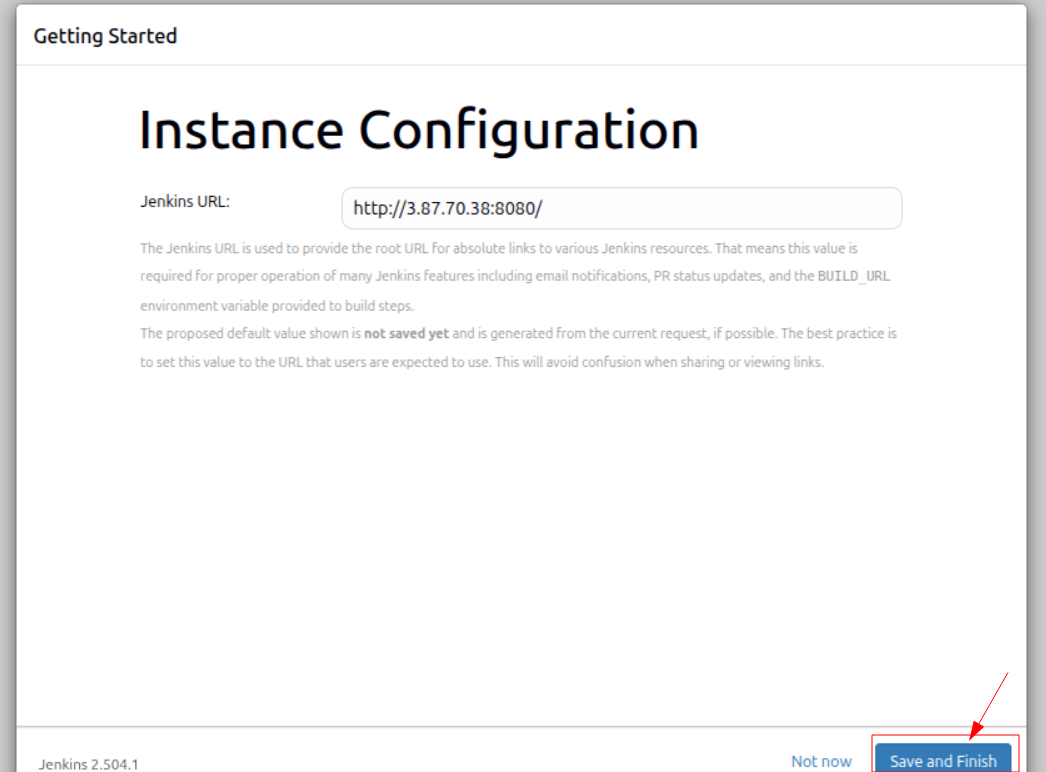 Getting Started
Instance Configuration
Jenkins URL:
http://3.87.70.38:8080/
The Jenkins URL is used to provide the root URL for absolute links to various Jenkins resources. That means this value is
required for proper operation of many Jenkins features including email notifications, PR status updates, and the BUILD_URL
environment variable provided to build steps.
The proposed default value shown is not saved yet and is generated from the current request, if possible. The best practice is
to set this value to the URL that users are expected to use. This will avoid confusion when sharing or viewing links.
Jenkins 2.504.1
Not now
Save and Finish